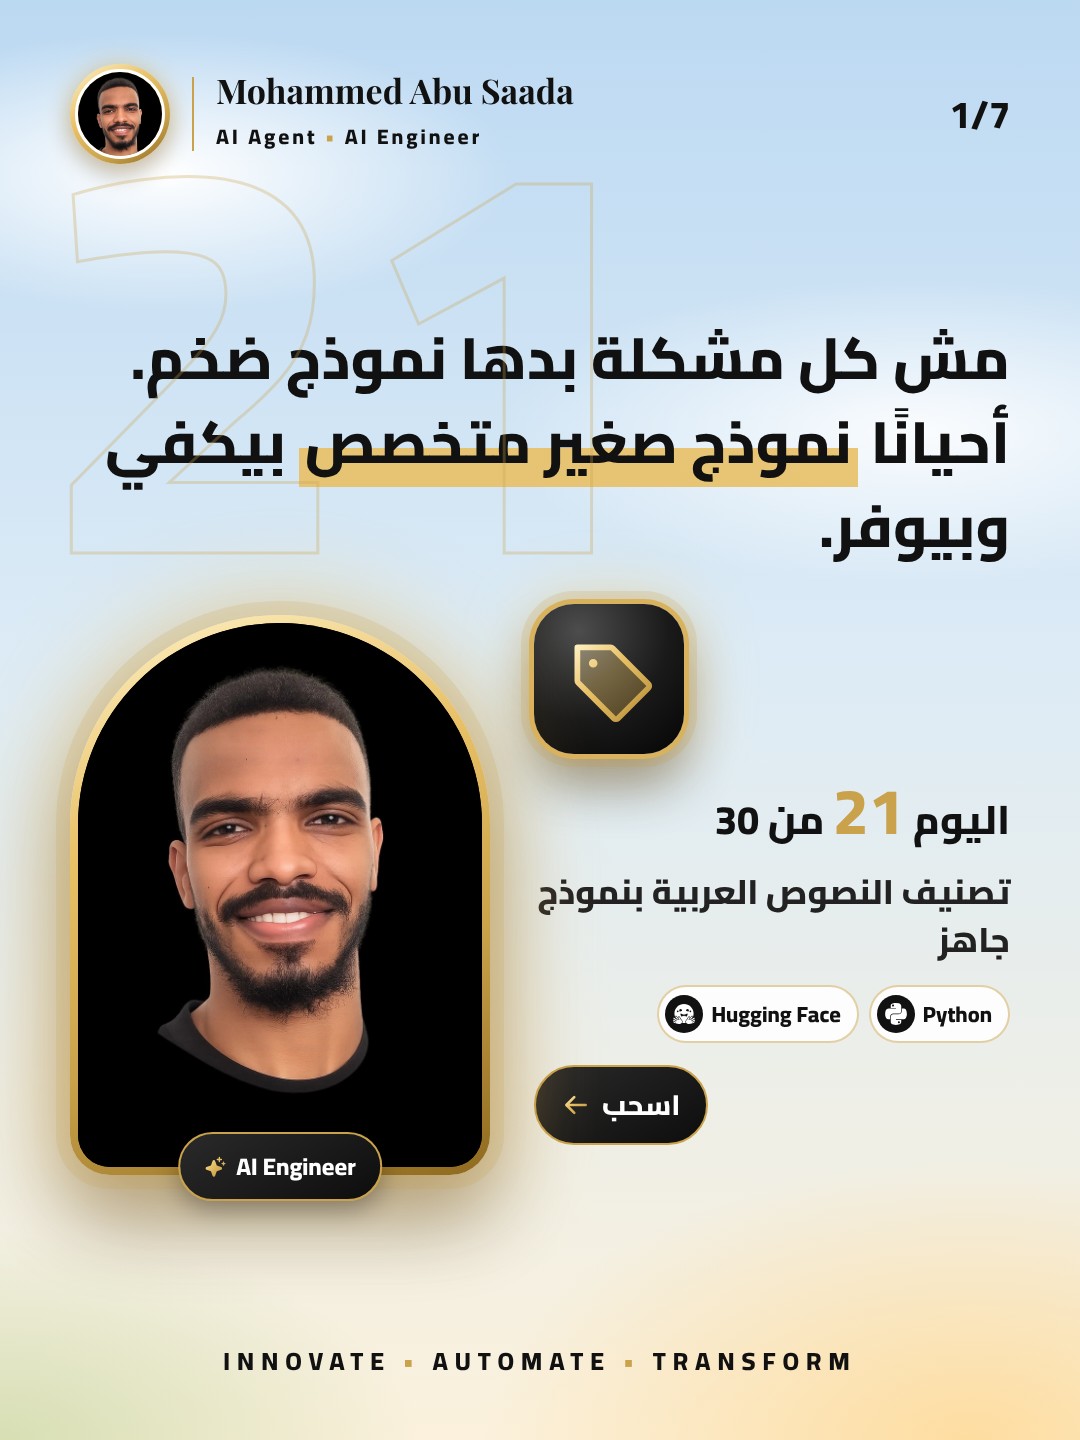 Mohammed Abu Saada
AI Agent ▪ AI Engineer
1/7
21
مش كل مشكلة بدها نموذج ضخم.
أحيانًا نموذج صغير متخصص بيكفي
وبيوفر.
اليوم 21 من 30
تصنيف النصوص العربية بنموذج
جاهز
Python
Hugging Face
اسحب ←
AI Engineer
INNOVATE ▪ AUTOMATE ▪ TRANSFORM